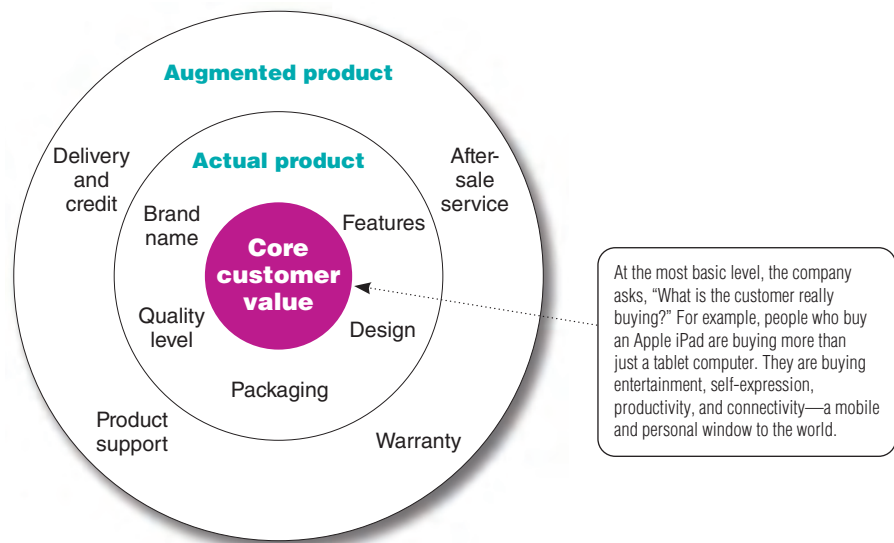 Augmented product
Delivery
and
credit
After-
sale
service
Actual product
Brand
name
Features
Core
customer
value
Quality
level
Design
Packaging
Product
support
Warranty
At the most basic level, the company
asks, “What is the customer really
buying?” For example, people who buy
an Apple iPad are buying more than
just a tablet computer. They are buying
entertainment, self-expression,
productivity, and connectivity—a mobile
and personal window to the world.